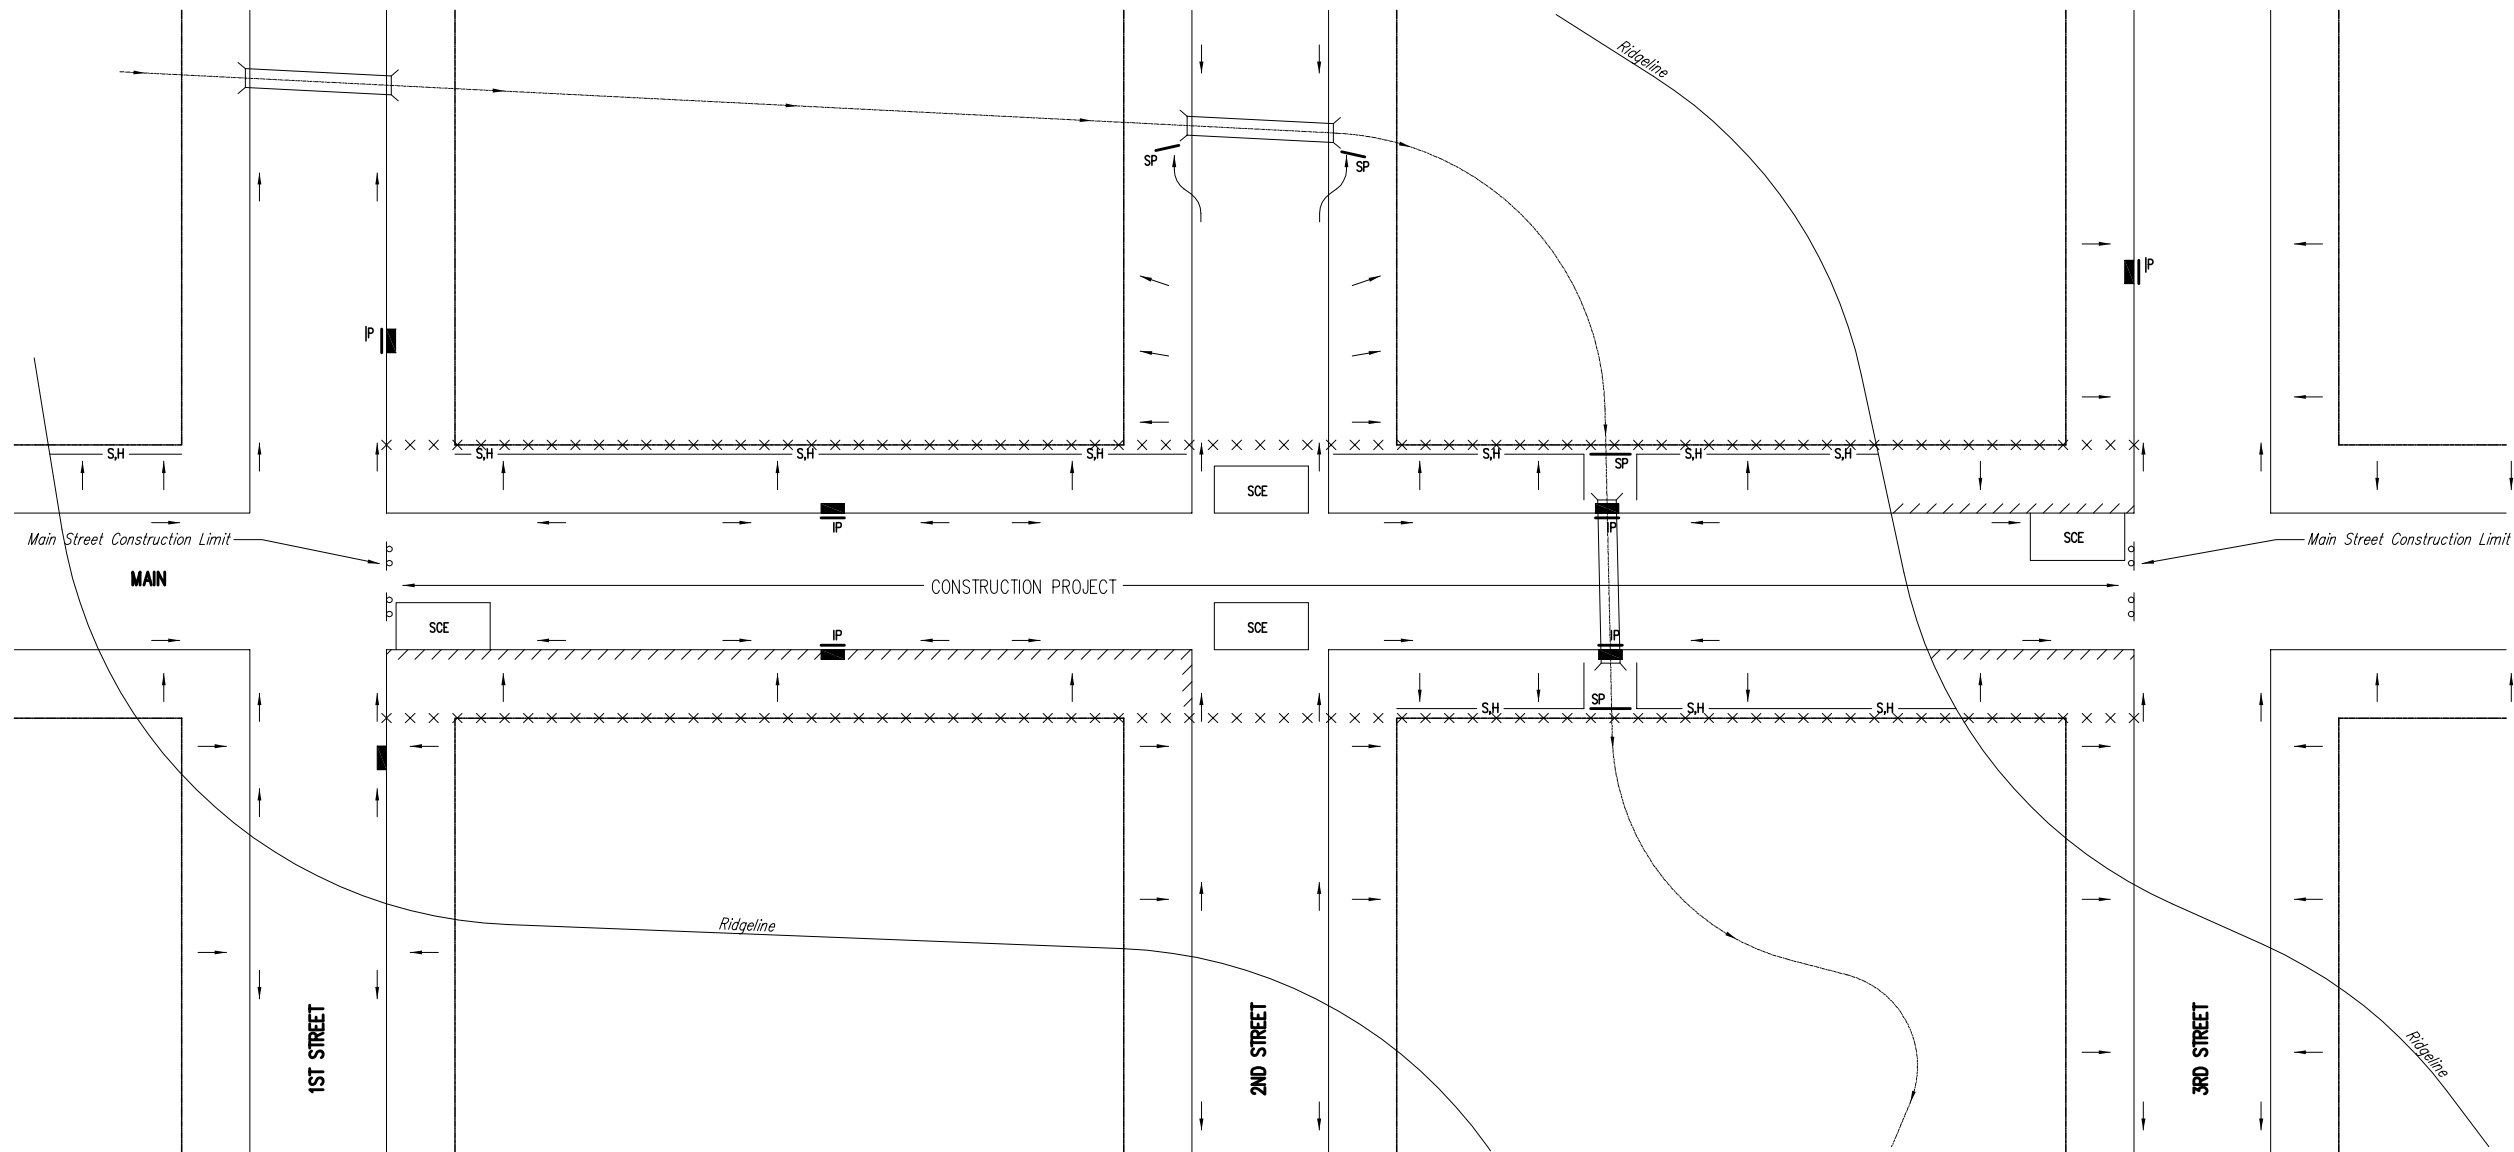 Ridgeline
SP
SP
IP
IP
S,H
S,H
S,H
S,H
S,H
SP
S,H
S,H
SCE
IP
IP
Main Street Construction Limit
SCE
Main Street Construction Limit
MAIN
CONSTRUCTION PROJECT
SCE
SCE
IP
IP
SP
S,H
S,H
S,H
Ridgeline
1ST STREET
2ND STREET
3RD STREET
Ridgeline